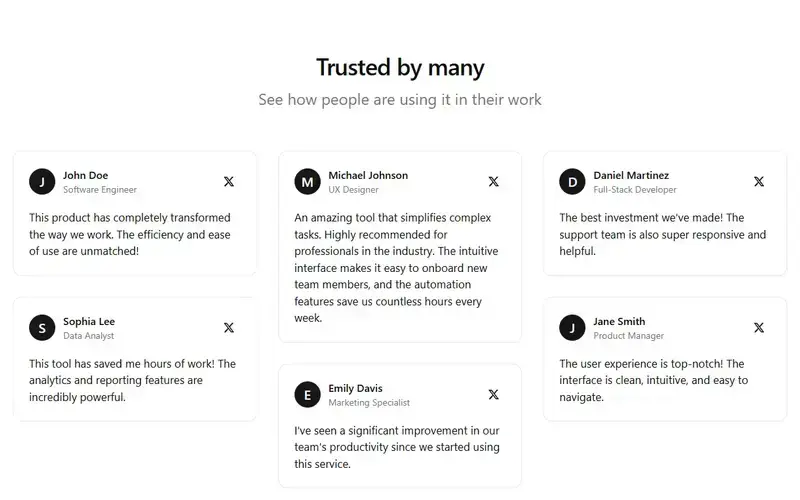 Trusted by many
See how people are using it in their work
J
John Doe
Software Engineer
𝕏
This product has completely transformed
the way we work. The efficiency and ease
of use are unmatched!
S
Sophia Lee
Data Analyst
𝕏
This tool has saved me hours of work! The
analytics and reporting features are
incredibly powerful.
M
Michael Johnson
UX Designer
𝕏
An amazing tool that simplifies complex
tasks. Highly recommended for
professionals in the industry. The intuitive
interface makes it easy to onboard new
team members, and the automation
features save us countless hours every
week.
E
Emily Davis
Marketing Specialist
𝕏
I've seen a significant improvement in our
team's productivity since we started using
this service.
D
Daniel Martinez
Full-Stack Developer
𝕏
The best investment we've made! The
support team is also super responsive and
helpful.
J
Jane Smith
Product Manager
𝕏
The user experience is top-notch! The
interface is clean, intuitive, and easy to
navigate.